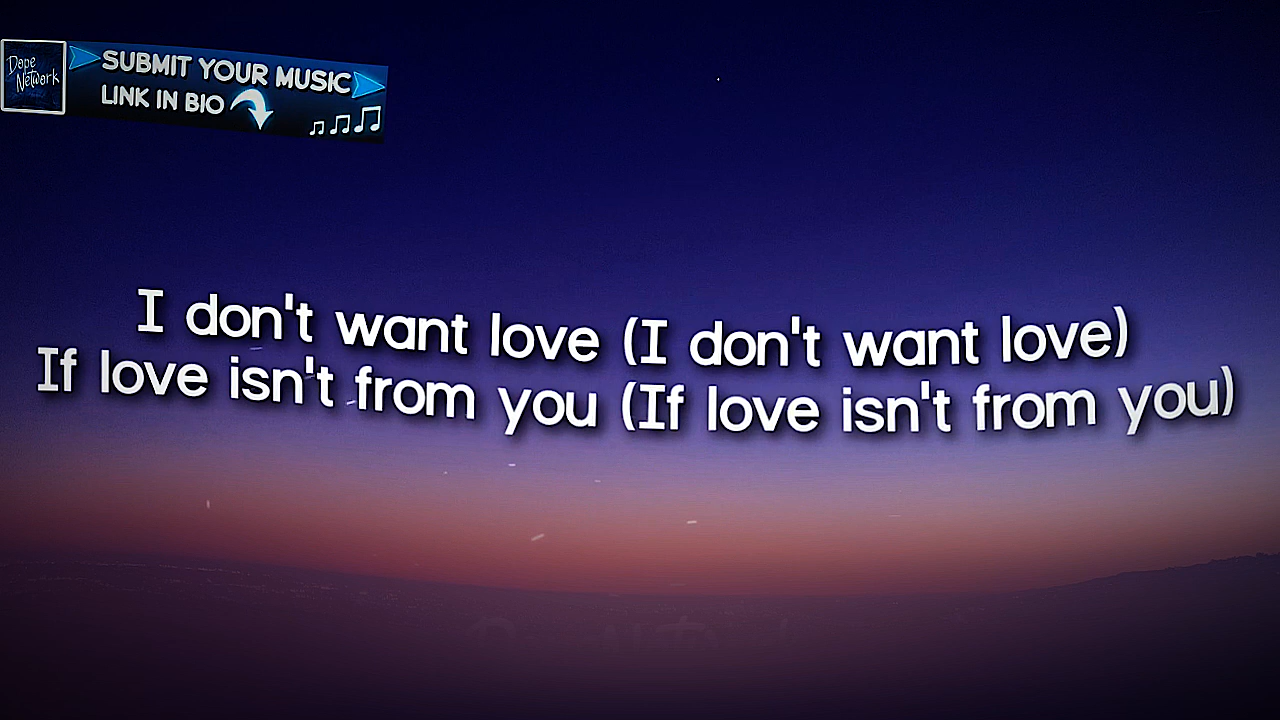 Dope
Network
SUBMIT YOUR MUSIC
LINK IN BIO
I don't want love (I don't want love)
If love isn't from you (If love isn't from you)